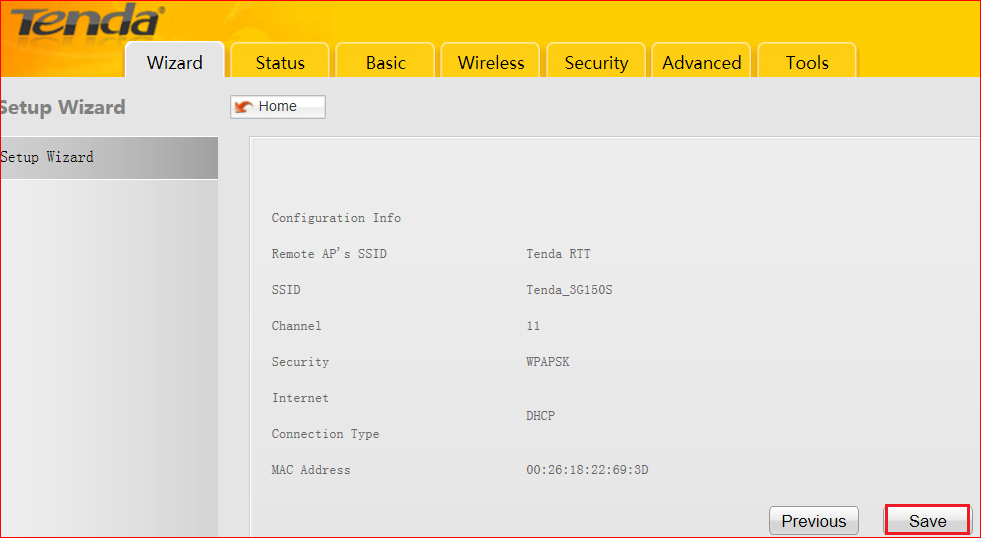 Tenda
Wizard Status Basic Wireless Security Advanced Tools
Setup Wizard
Home
Setup Wizard
Configuration Info
Remote AP's SSID Tenda RTT
SSID Tenda_3G150S
Channel 11
Security WPAPSK
Internet
DHCP
Connection Type
MAC Address 00:26:18:22:69:3D
Previous Save